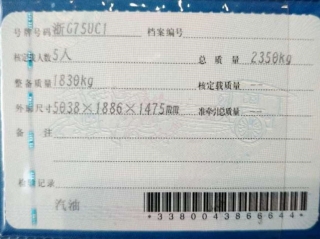 号牌号码 浙G75UC1 档案编号
核定载人数 5人 总质量 2350kg
整备质量 1830kg 核定载质量 --
外廓尺寸 5038×1886×1475mm 准牵引总质量 --
备注
检验记录
汽油
*3380043866644*